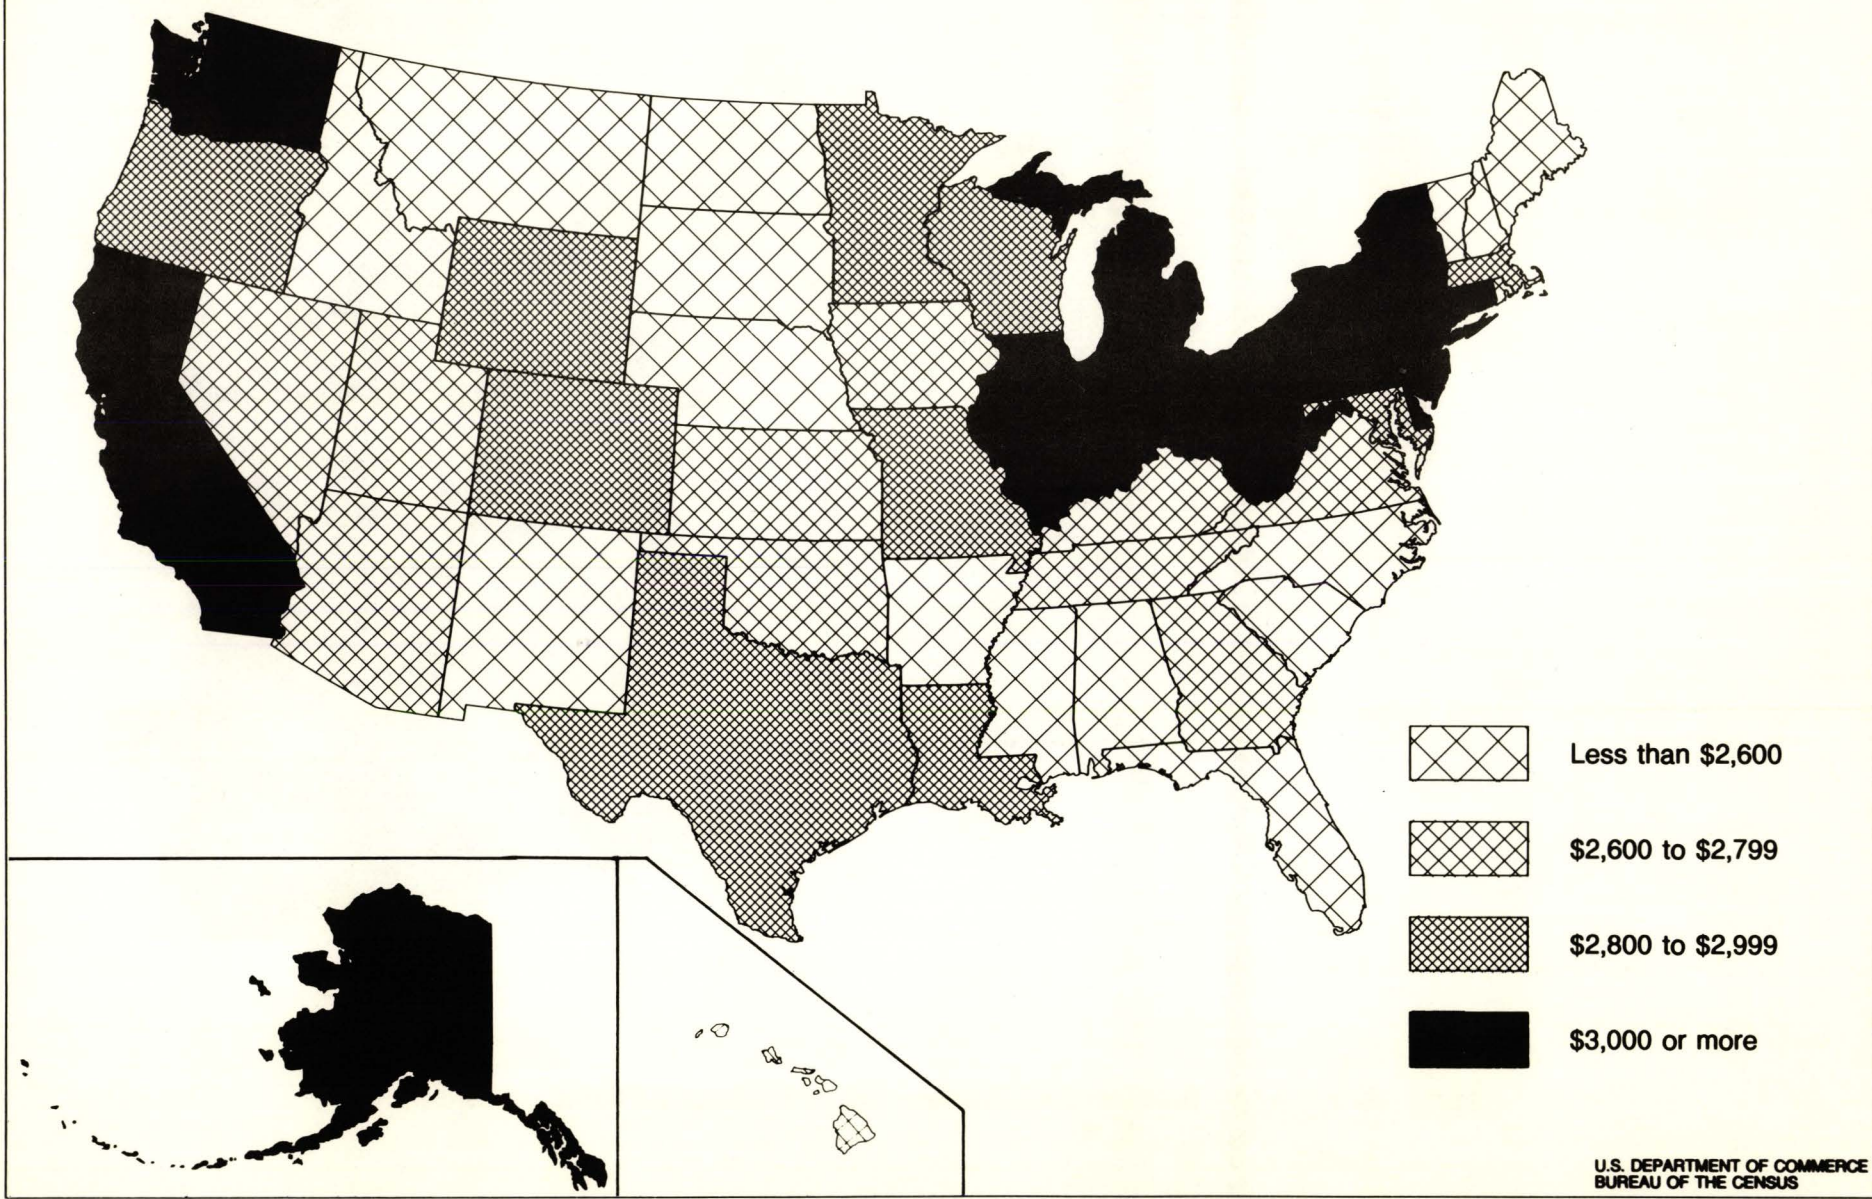 Less than $2,600
$2,600 to $2,799
$2,800 to $2,999
$3,000 or more
U.S. DEPARTMENT OF COMMERCE
BUREAU OF THE CENSUS